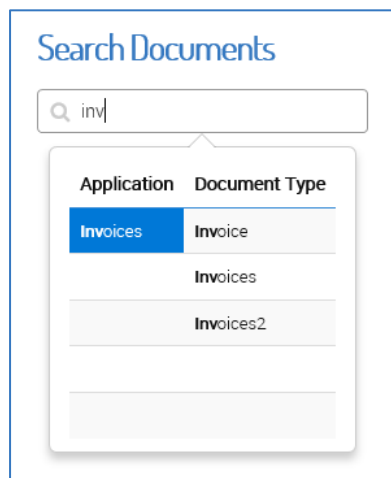 Search Documents
inv
Application Document Type
Invoices Invoice
Invoices
Invoices2